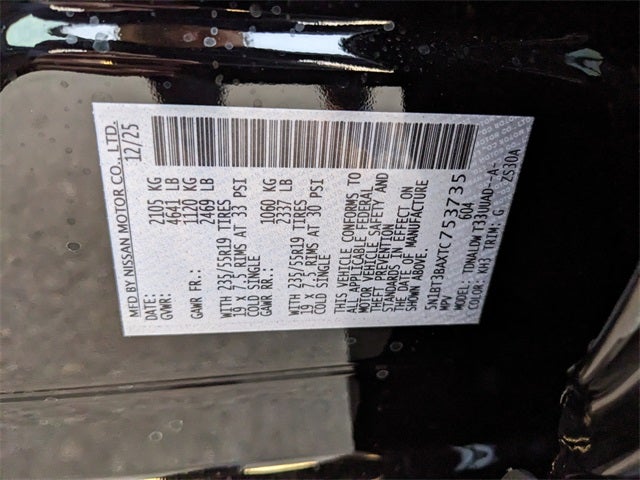 MFD BY NISSAN MOTOR CO., LTD.
DATE: 12/25
GVWR: 2105 KG
4641 LB
GAWR FR.: 1120 KG
2469 LB
WITH 235/55R19 TIRES
19 X 7.5 RIMS AT 33 PSI
COLD SINGLE
GAWR RR.: 1060 KG
2337 LB
WITH 235/55R19 TIRES
19 X 7.5 RIMS AT 30 PSI
COLD SINGLE
THIS VEHICLE CONFORMS TO
ALL APPLICABLE FEDERAL
MOTOR VEHICLE SAFETY AND
THEFT PREVENTION
STANDARDS IN EFFECT ON
THE DATE OF MANUFACTURE
SHOWN ABOVE.
5N1BT3BAXTC753735
MPV 604
MODEL: TDNALDWT33UUAD-A-
COLOR: KH3 TRIM: G ZS30A